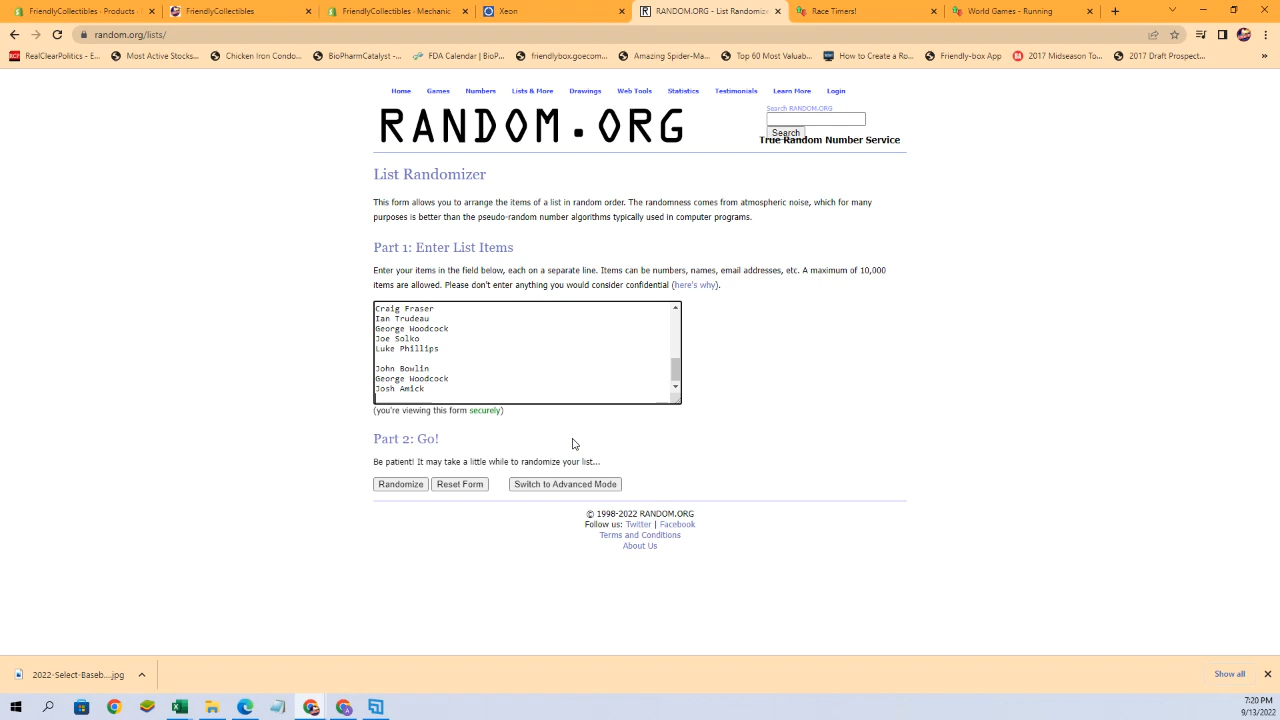 FriendlyCollectibles - Products
FriendlyCollectibles
FriendlyCollectibles - Amick
Xeon
RANDOM.ORG - List Randomizer
Race Timers!
World Games - Running
random.org/lists/
RealClearPolitics - E...
Most Active Stocks...
Chicken Iron Condo...
BioPharmCatalyst -...
FDA Calendar | BioP...
friendlybox.goecom...
Amazing Spider-Ma...
Top 60 Most Valuab...
How to Create a Ro...
Friendly-box App
2017 Midseason To...
2017 Draft Prospect...
Home
Games
Numbers
Lists & More
Drawings
Web Tools
Statistics
Testimonials
Learn More
Login
Search RANDOM.ORG
Search
RANDOM.ORG
True Random Number Service
List Randomizer
This form allows you to arrange the items of a list in random order. The randomness comes from atmospheric noise, which for many
purposes is better than the pseudo-random number algorithms typically used in computer programs.
Part 1: Enter List Items
Enter your items in the field below, each on a separate line. Items can be numbers, names, email addresses, etc. A maximum of 10,000
items are allowed. Please don't enter anything you would consider confidential (here's why).
Craig Fraser
Ian Trudeau
George Woodcock
Joe Solko
Luke Phillips
John Bowlin
George Woodcock
Josh Amick
(you're viewing this form securely)
Part 2: Go!
Be patient! It may take a little while to randomize your list...
Randomize
Reset Form
Switch to Advanced Mode
© 1998-2022 RANDOM.ORG
Follow us: Twitter | Facebook
Terms and Conditions
About Us
2022-Select-Baseb....jpg
Show all
7:20 PM
9/13/2022